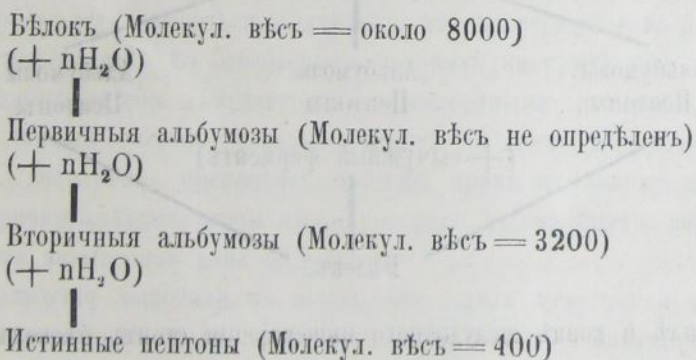 Бѣлокъ (Молекул. вѣсъ = около 8000)
(+ nH₂O)
Первичныя альбумозы (Молекул. вѣсъ не опредѣленъ)
(+ nH₂O)
Вторичныя альбумозы (Молекул. вѣсъ = 3200)
(+ nH₂O)
Истинные пептоны (Молекул. вѣсъ = 400)